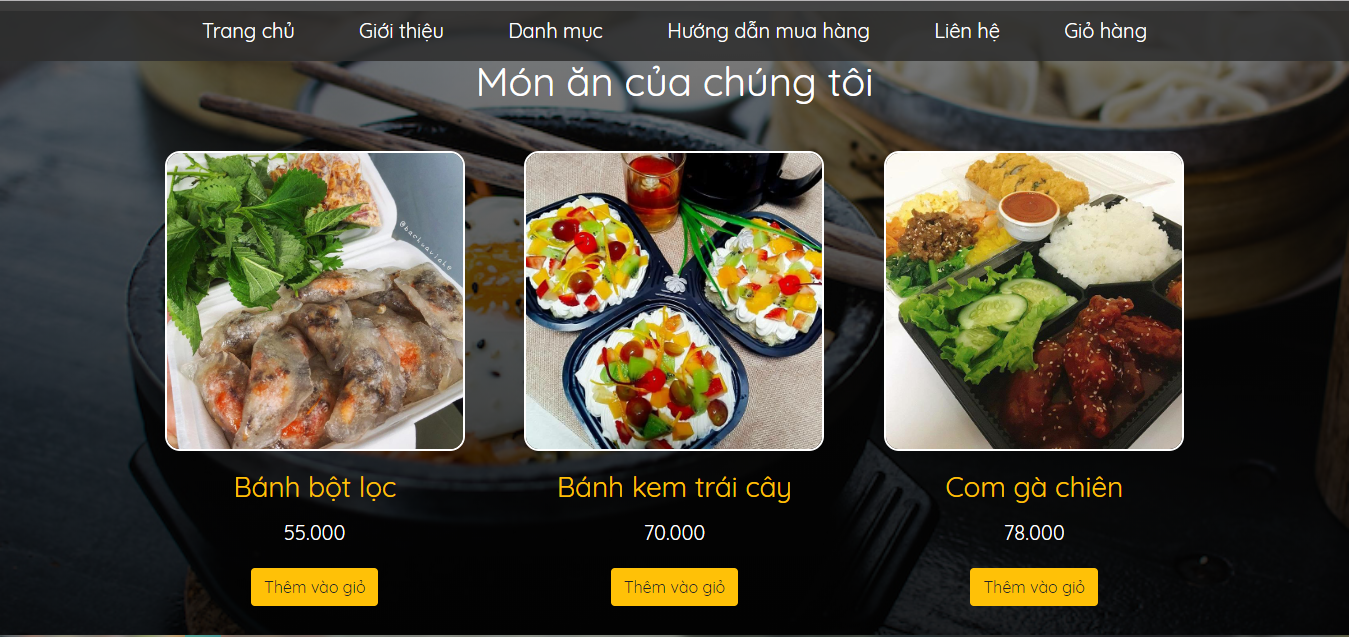 Trang chủ Giới thiệu Danh mục Hướng dẫn mua hàng Liên hệ Giỏ hàng
Món ăn của chúng tôi
@backuavialo
Bánh bột lọc Bánh kem trái cây Com gà chiên
55.000 70.000 78.000
Thêm vào giỏ Thêm vào giỏ Thêm vào giỏ